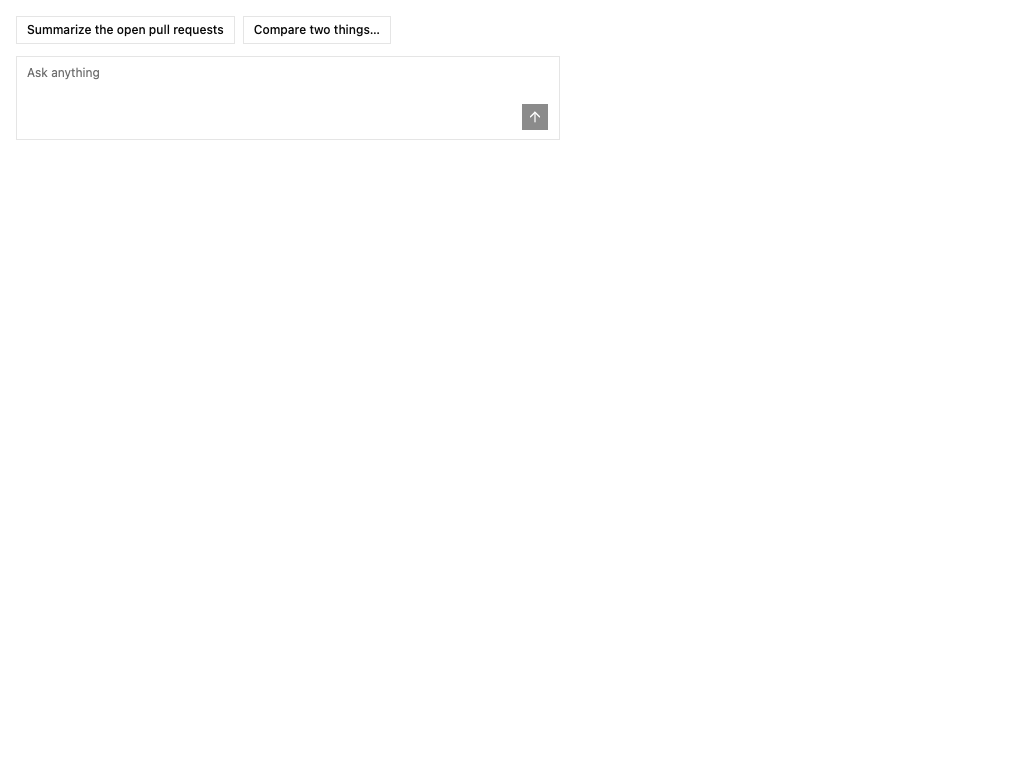 Summarize the open pull requests
Compare two things...
Ask anything